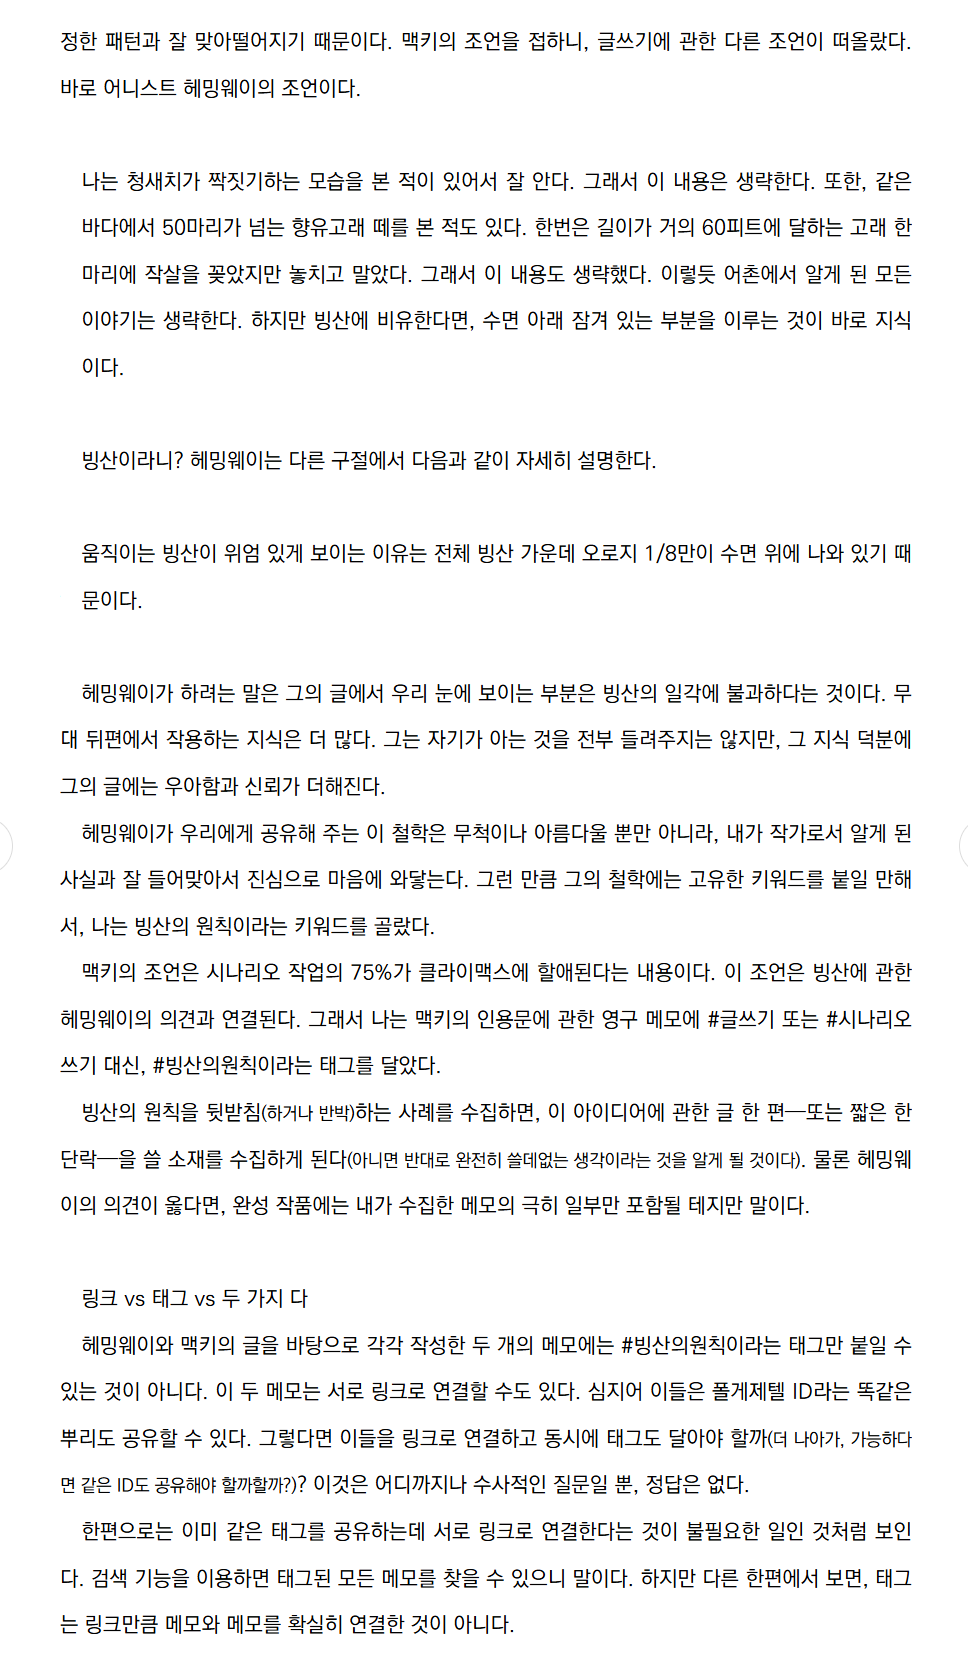 정한 패턴과 잘 맞아떨어지기 때문이다. 맥키의 조언을 접하니, 글쓰기에 관한 다른 조언이 떠올랐다.
바로 어니스트 헤밍웨이의 조언이다.
나는 청새치가 짝짓기하는 모습을 본 적이 있어서 잘 안다. 그래서 이 내용은 생략한다. 또한, 같은
바다에서 50마리가 넘는 향유고래 떼를 본 적도 있다. 한번은 길이가 거의 60피트에 달하는 고래 한
마리에 작살을 꽂았지만 놓치고 말았다. 그래서 이 내용도 생략했다. 이렇듯 어촌에서 알게 된 모든
이야기는 생략한다. 하지만 빙산에 비유한다면, 수면 아래 잠겨 있는 부분을 이루는 것이 바로 지식
이다.
빙산이라니? 헤밍웨이는 다른 구절에서 다음과 같이 자세히 설명한다.
움직이는 빙산이 위엄 있게 보이는 이유는 전체 빙산 가운데 오로지 1/8만이 수면 위에 나와 있기 때
문이다.
헤밍웨이가 하려는 말은 그의 글에서 우리 눈에 보이는 부분은 빙산의 일각에 불과하다는 것이다. 무
대 뒤편에서 작용하는 지식은 더 많다. 그는 자기가 아는 것을 전부 들려주지는 않지만, 그 지식 덕분에
그의 글에는 우아함과 신뢰가 더해진다.
헤밍웨이가 우리에게 공유해 주는 이 철학은 무척이나 아름다울 뿐만 아니라, 내가 작가로서 알게 된
사실과 잘 들어맞아서 진심으로 마음에 와닿는다. 그런 만큼 그의 철학에는 고유한 키워드를 붙일 만해
서, 나는 빙산의 원칙이라는 키워드를 골랐다.
맥키의 조언은 시나리오 작업의 75%가 클라이맥스에 할애된다는 내용이다. 이 조언은 빙산에 관한
헤밍웨이의 의견과 연결된다. 그래서 나는 맥키의 인용문에 관한 영구 메모에 #글쓰기 또는 #시나리오
쓰기 대신, #빙산의원칙이라는 태그를 달았다.
빙산의 원칙을 뒷받침(하거나 반박)하는 사례를 수집하면, 이 아이디어에 관한 글 한 편—또는 짧은 한
단락—을 쓸 소재를 수집하게 된다(아니면 반대로 완전히 쓸데없는 생각이라는 것을 알게 될 것이다). 물론 헤밍웨
이의 의견이 옳다면, 완성 작품에는 내가 수집한 메모의 극히 일부만 포함될 테지만 말이다.
링크 vs 태그 vs 두 가지 다
헤밍웨이와 맥키의 글을 바탕으로 각각 작성한 두 개의 메모에는 #빙산의원칙이라는 태그만 붙일 수
있는 것이 아니다. 이 두 메모는 서로 링크로 연결할 수도 있다. 심지어 이들은 폴게제텔 ID라는 똑같은
뿌리도 공유할 수 있다. 그렇다면 이들을 링크로 연결하고 동시에 태그도 달아야 할까(더 나아가, 가능하다
면 같은 ID도 공유해야 할까할까?)? 이것은 어디까지나 수사적인 질문일 뿐, 정답은 없다.
한편으로는 이미 같은 태그를 공유하는데 서로 링크로 연결한다는 것이 불필요한 일인 것처럼 보인
다. 검색 기능을 이용하면 태그된 모든 메모를 찾을 수 있으니 말이다. 하지만 다른 한편에서 보면, 태그
는 링크만큼 메모와 메모를 확실히 연결한 것이 아니다.